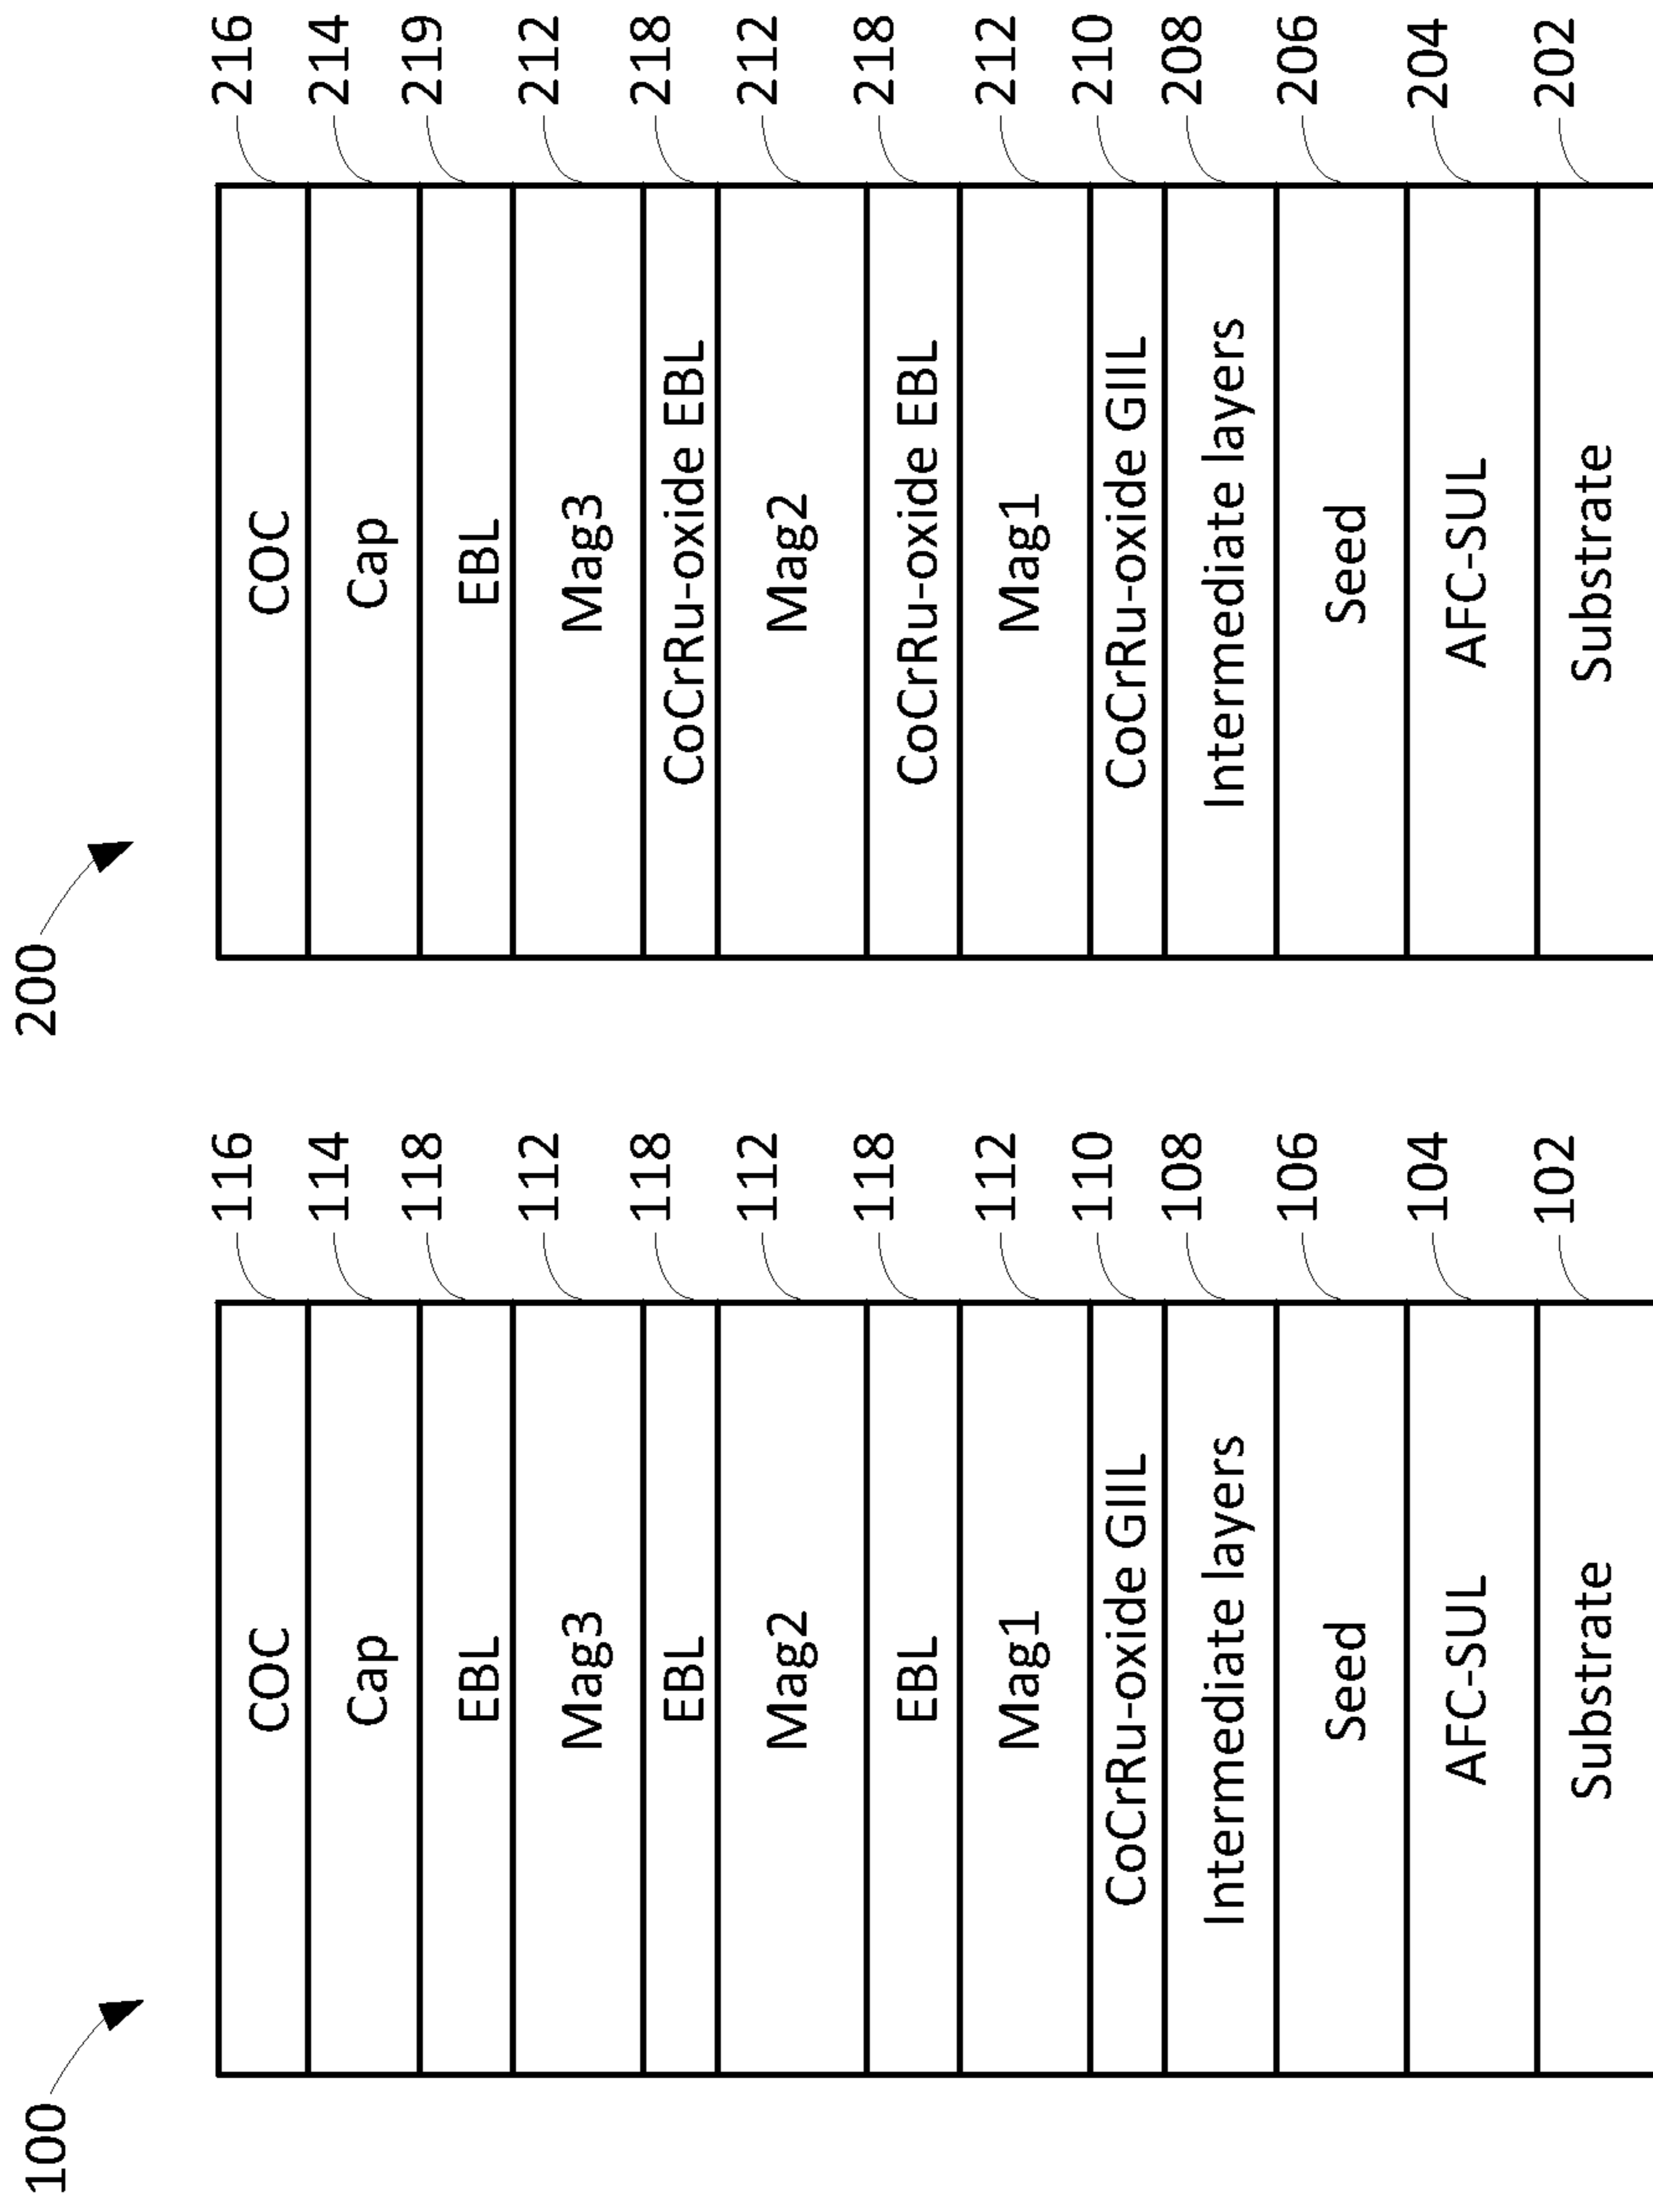 100
COC 116
Cap 114
EBL 118
Mag3 112
EBL 118
Mag2 112
EBL 118
Mag1 112
CoCrRu-oxide GIIL 110
Intermediate layers 108
Seed 106
AFC-SUL 104
Substrate 102
200
COC 216
Cap 214
EBL 219
Mag3 212
CoCrRu-oxide EBL 218
Mag2 212
CoCrRu-oxide EBL 218
Mag1 212
CoCrRu-oxide GIIL 210
Intermediate layers 208
Seed 206
AFC-SUL 204
Substrate 202